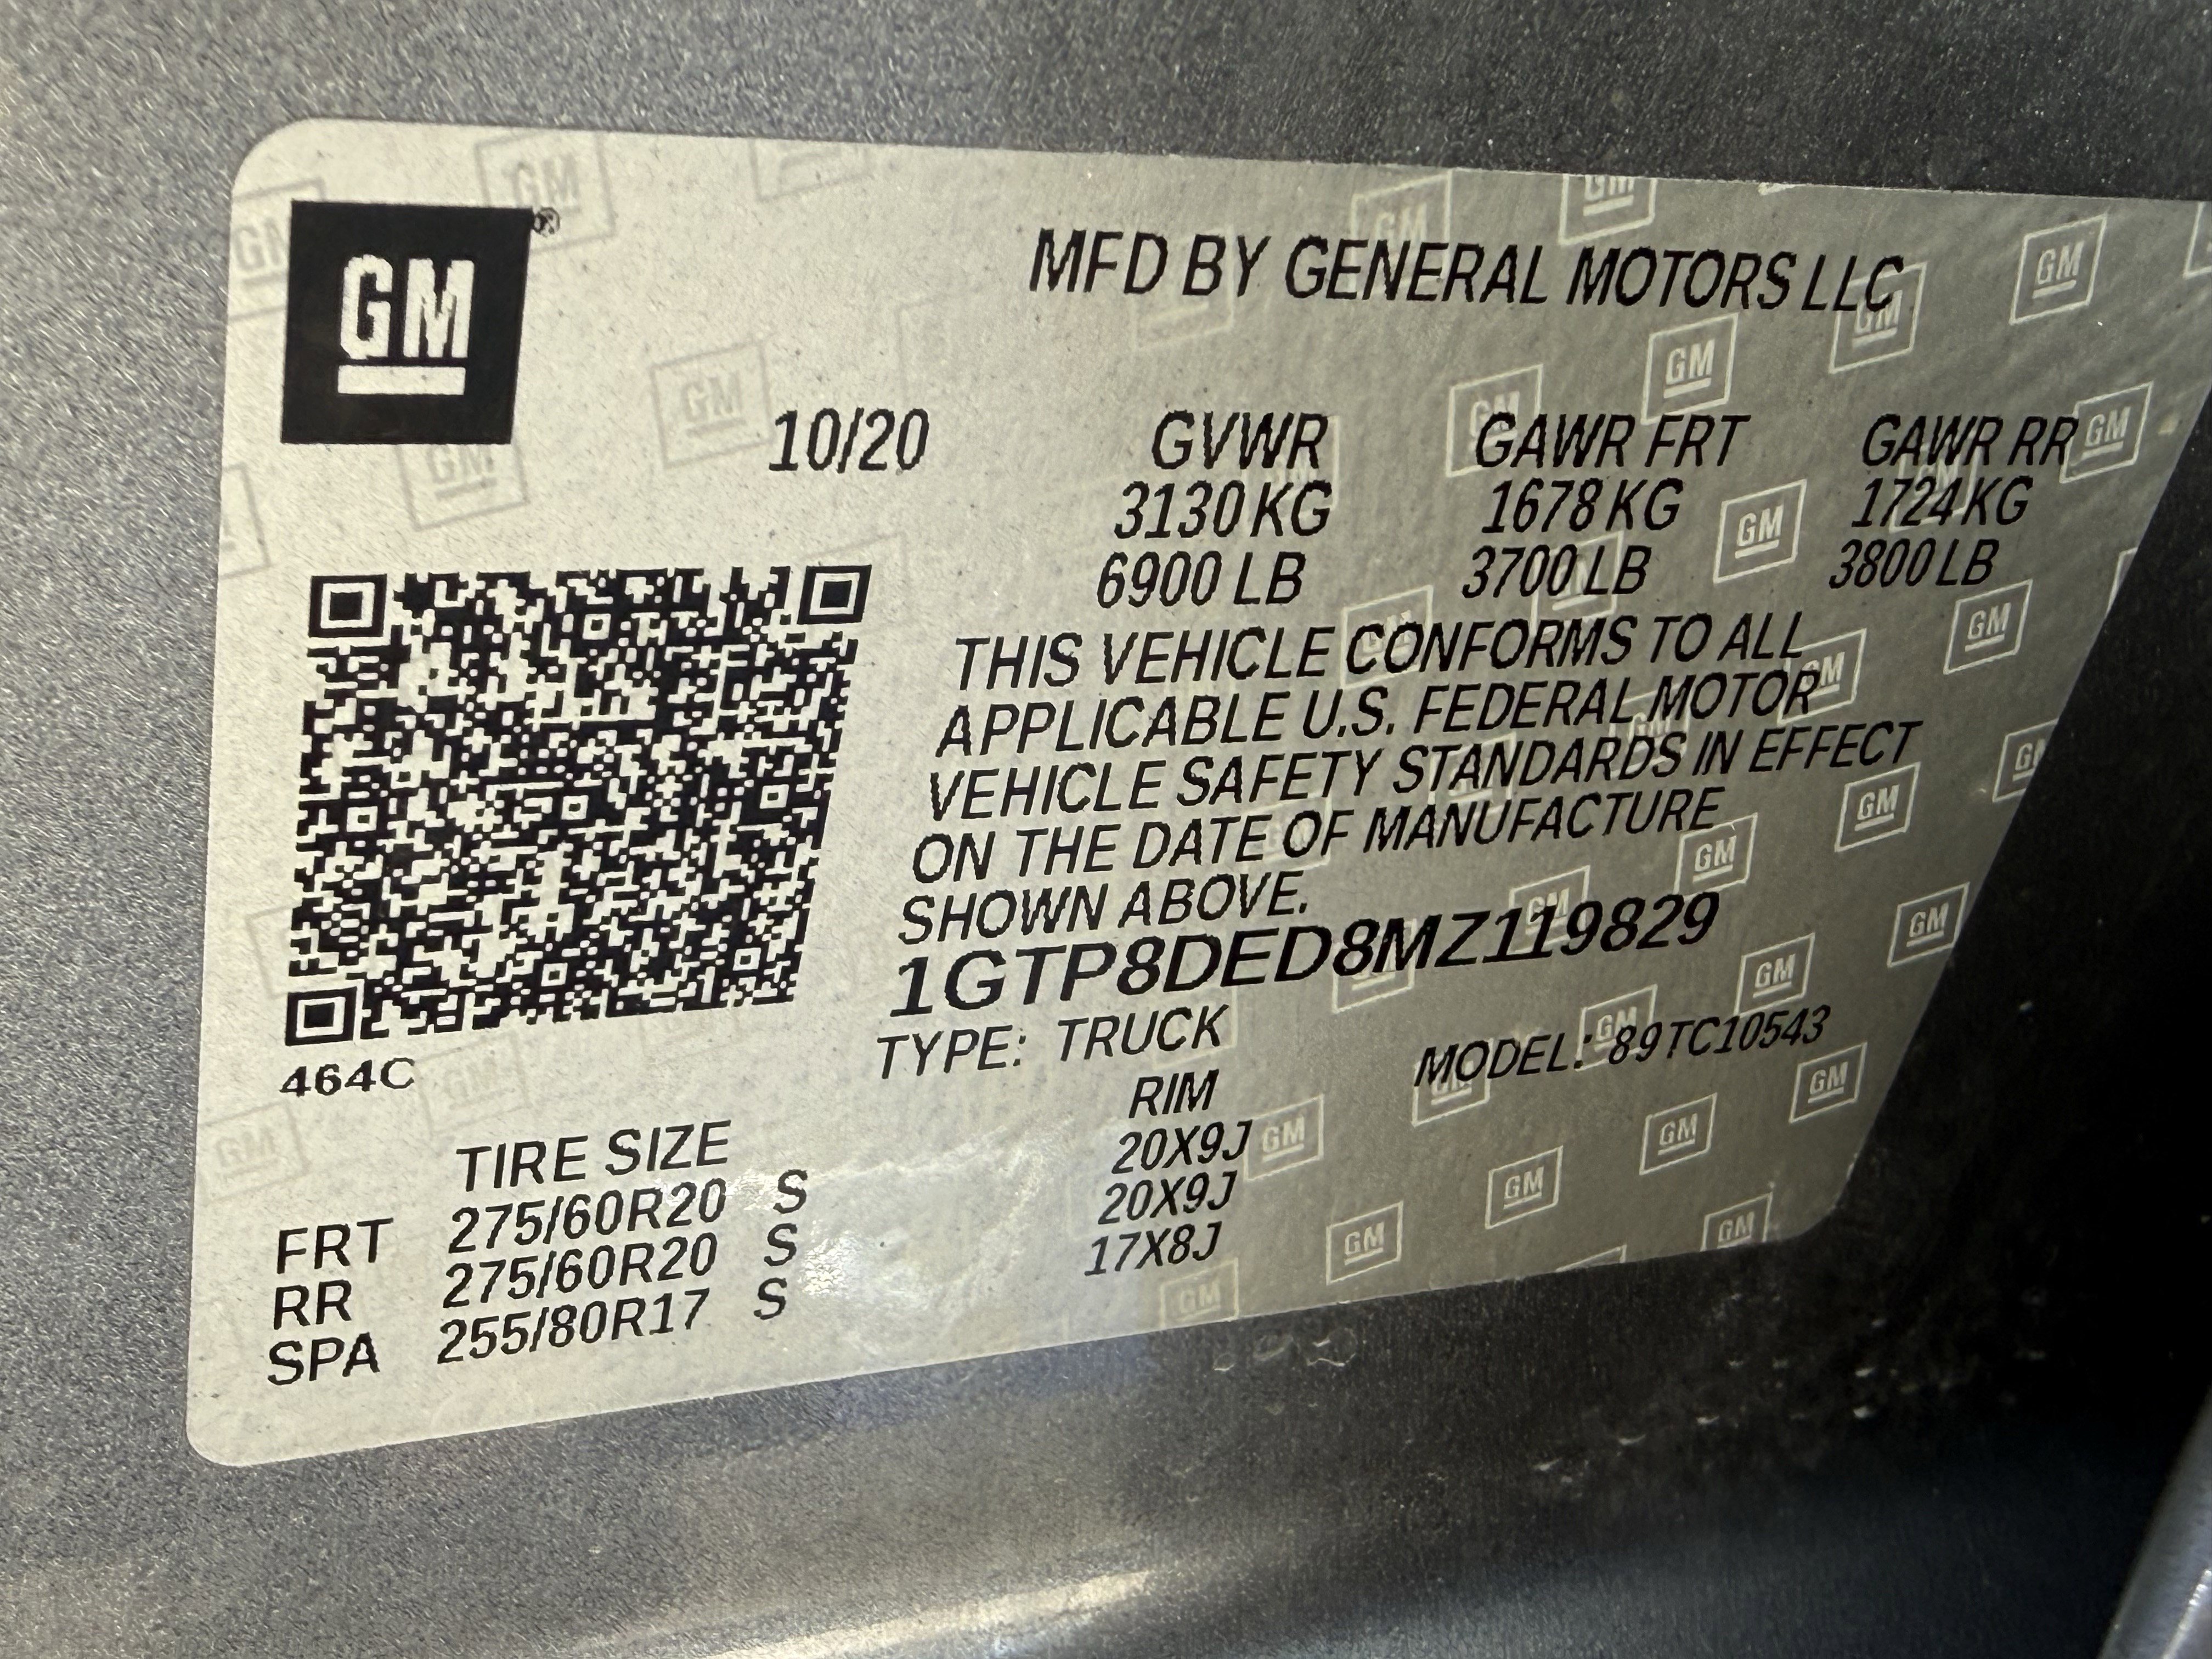 GM
MFD BY GENERAL MOTORS LLC
10/20 GVWR GAWR FRT GAWR RR
3130 KG 1678 KG 1724 KG
6900 LB 3700 LB 3800 LB
THIS VEHICLE CONFORMS TO ALL
APPLICABLE U.S. FEDERAL MOTOR
VEHICLE SAFETY STANDARDS IN EFFECT
ON THE DATE OF MANUFACTURE
SHOWN ABOVE.
1GTP8DED8MZ119829
TYPE: TRUCK MODEL: 89TC10543
464C
TIRE SIZE RIM
FRT 275/60R20 S 20X9J
RR 275/60R20 S 20X9J
SPA 255/80R17 S 17X8J